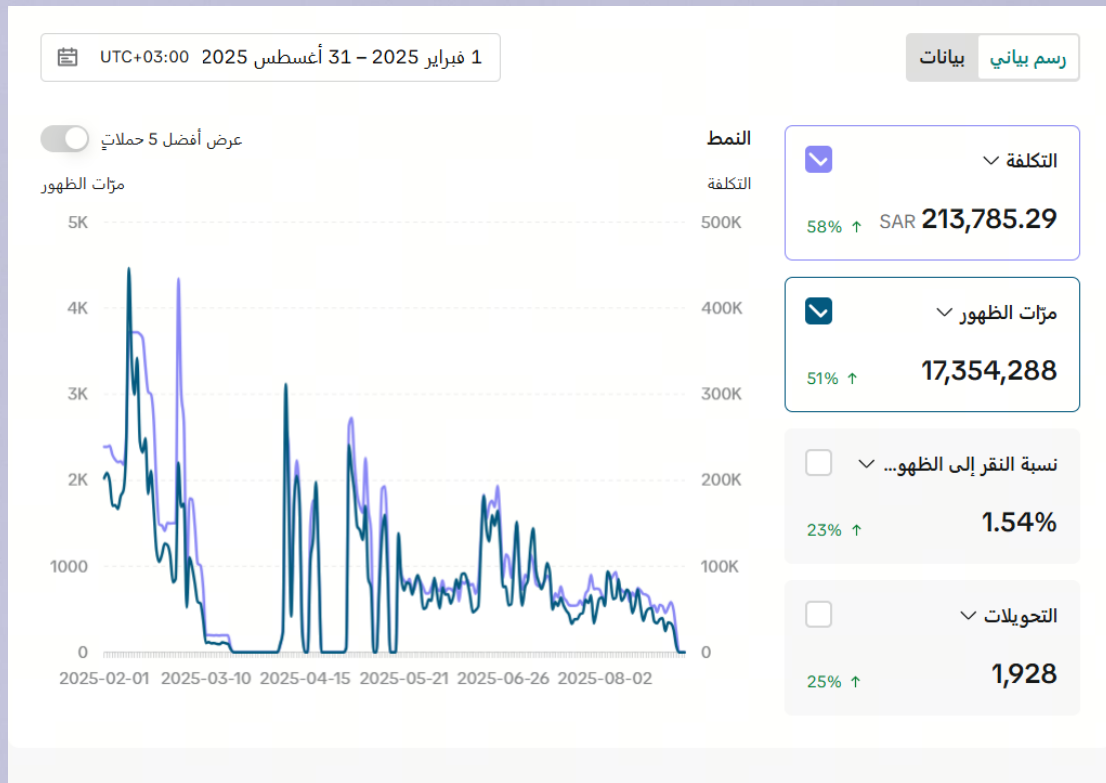 رسم بياني
بيانات
1 فبراير 2025 – 31 أغسطس 2025 UTC+03:00
التكلفة
SAR 213,785.29
58% ↑
مرّات الظهور
17,354,288
51% ↑
نسبة النقر إلى الظهو...
1.54%
23% ↑
التحويلات
1,928
25% ↑
النمط
عرض أفضل 5 حملاتٍ
التكلفة
مرّات الظهور
5K
500K
4K
400K
3K
300K
2K
200K
1000
100K
0
0
2025-02-01 2025-03-10 2025-04-15 2025-05-21 2025-06-26 2025-08-02